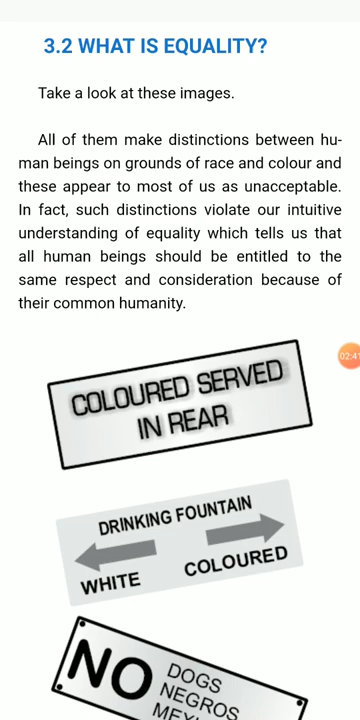 3.2 WHAT IS EQUALITY?
Take a look at these images.
All of them make distinctions between hu-
man beings on grounds of race and colour and
these appear to most of us as unacceptable.
In fact, such distinctions violate our intuitive
understanding of equality which tells us that
all human beings should be entitled to the
same respect and consideration because of
their common humanity.
02:41
COLOURED SERVED
IN REAR
DRINKING FOUNTAIN
WHITE
COLOURED
NO
DOGS
NEGROS